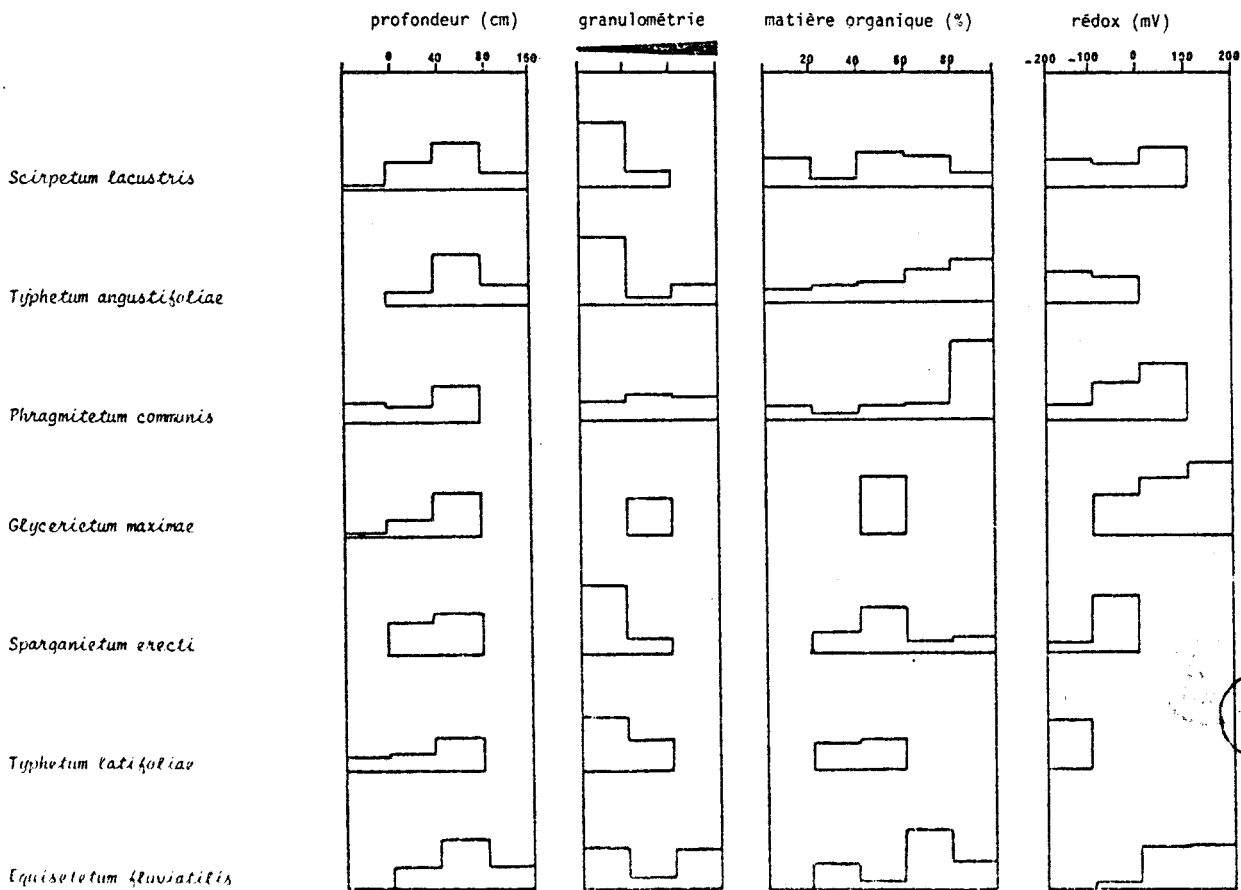 profondeur (cm) granulométrie matière organique (%) rédox (mV)
0 40 80 150 20 40 60 80 -200 -100 0 100 200
Scirpetum lacustris
Typhetum angustifoliae
Phragmitetum communis
Glycerietum maximae
Sparganietum erecti
Typhetum latifoliae
Equisetetum fluviatilis